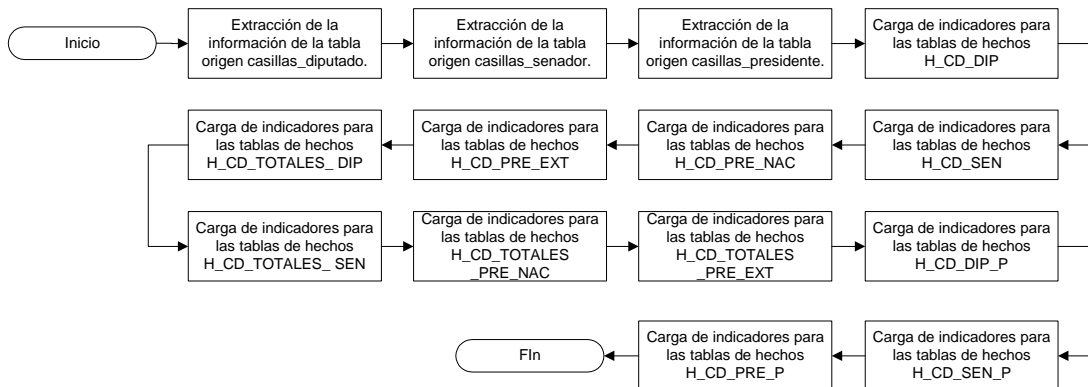 Inicio
Extracción de la
información de la tabla
origen casillas_diputado.
Extracción de la
información de la tabla
origen casillas_senador.
Extracción de la
información de la tabla
origen casillas_presidente.
Carga de indicadores para
las tablas de hechos
H_CD_DIP
Carga de indicadores para
las tablas de hechos
H_CD_SEN
Carga de indicadores para
las tablas de hechos
H_CD_PRE_NAC
Carga de indicadores para
las tablas de hechos
H_CD_PRE_EXT
Carga de indicadores para
las tablas de hechos
H_CD_TOTALES_ DIP
Carga de indicadores para
las tablas de hechos
H_CD_TOTALES_ SEN
Carga de indicadores para
las tablas de hechos
H_CD_TOTALES
_PRE_NAC
Carga de indicadores para
las tablas de hechos
H_CD_TOTALES
_PRE_EXT
Carga de indicadores para
las tablas de hechos
H_CD_DIP_P
Carga de indicadores para
las tablas de hechos
H_CD_SEN_P
Carga de indicadores para
las tablas de hechos
H_CD_PRE_P
FIn